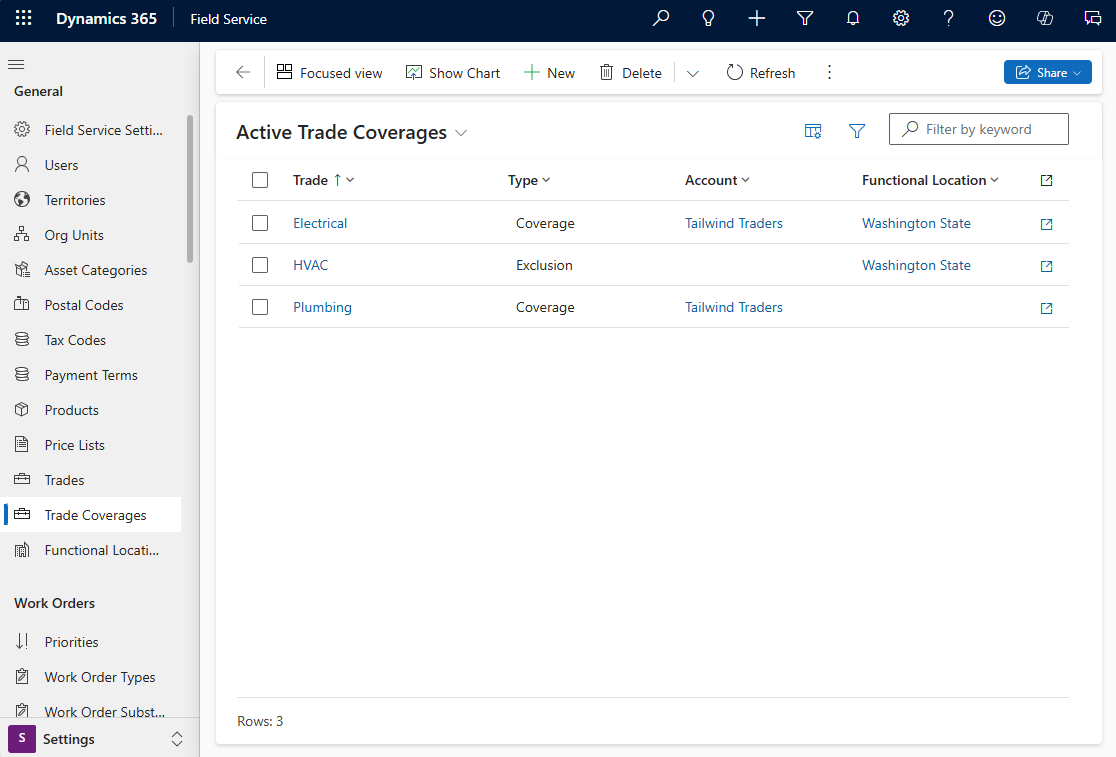 Dynamics 365 Field Service
General
Field Service Setti...
Users
Territories
Org Units
Asset Categories
Postal Codes
Tax Codes
Payment Terms
Products
Price Lists
Trades
Trade Coverages
Functional Locati...
Work Orders
Priorities
Work Order Types
Work Order Subst...
S Settings
Focused view Show Chart New Delete Refresh Share
Active Trade Coverages Filter by keyword
Trade ↑ Type Account Functional Location
Electrical Coverage Tailwind Traders Washington State
HVAC Exclusion Washington State
Plumbing Coverage Tailwind Traders
Rows: 3